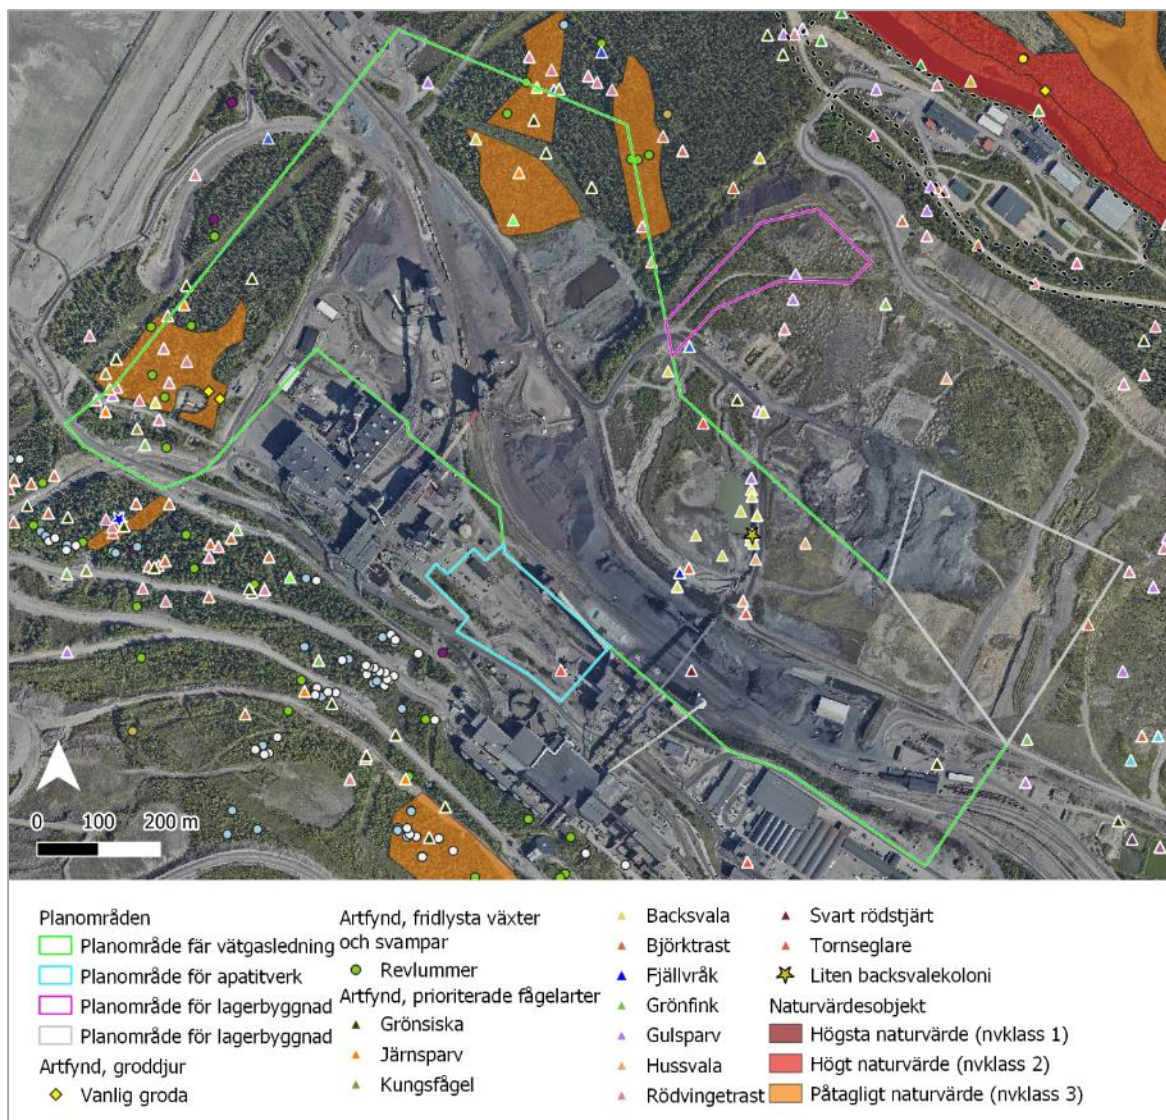 0 100 200 m
Planområden
Planområde fär vätgasledning
Planområde för apatitverk
Planområde för lagerbyggnad
Planområde för lagerbyggnad
Artfynd, groddjur
Vanlig groda
Artfynd, fridlysta växter
och svampar
Revlummer
Artfynd, prioriterade fågelarter
Grönsiska
Järnsparv
Kungsfågel
Backsvala
Björktrast
Fjällvråk
Grönfink
Gulsparv
Hussvala
Rödvingetrast
Svart rödstjärt
Tornseglare
Liten backsvalekoloni
Naturvärdesobjekt
Högsta naturvärde (nvklass 1)
Högt naturvärde (nvklass 2)
Påtagligt naturvärde (nvklass 3)